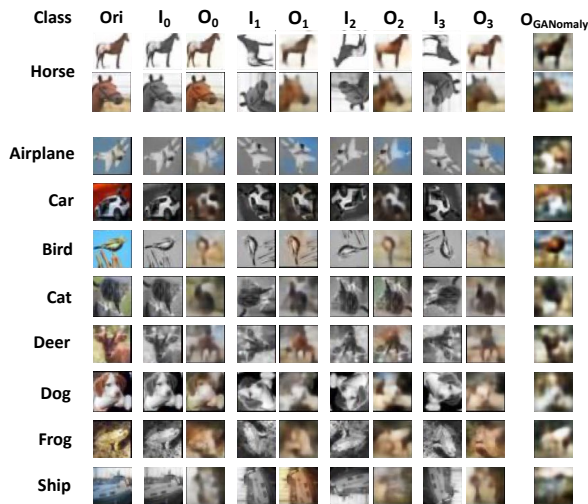 Class Ori I0 O0 I1 O1 I2 O2 I3 O3 OGANomaly
Horse
Airplane
Car
Bird
Cat
Deer
Dog
Frog
Ship